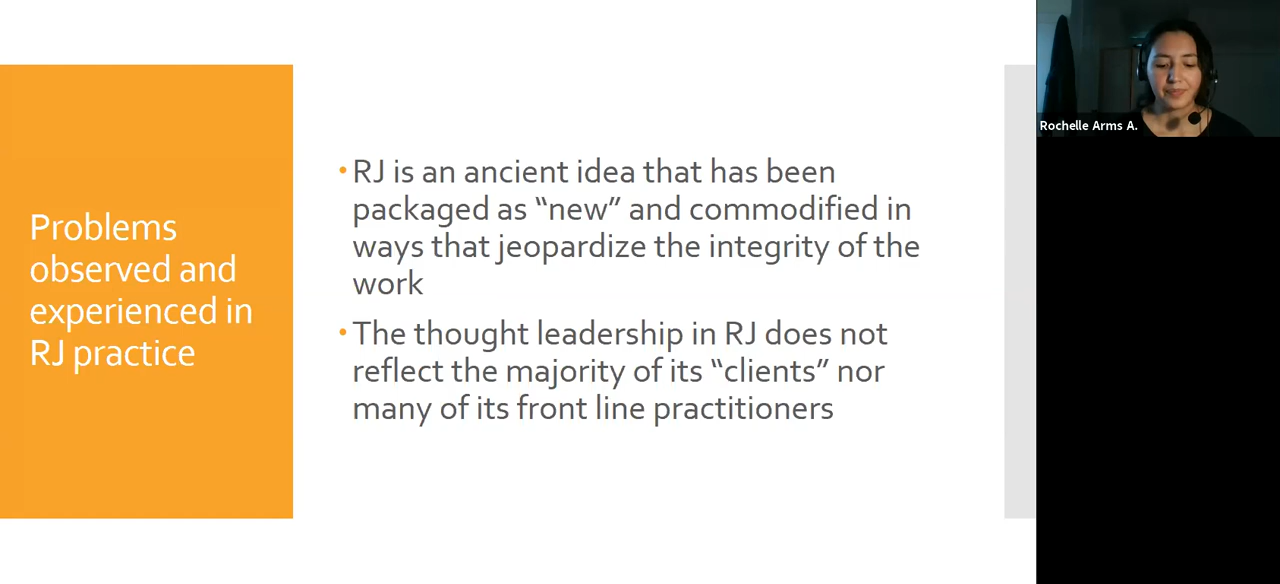 Problems
observed and
experienced in
RJ practice
• RJ is an ancient idea that has been
packaged as “new” and commodified in
ways that jeopardize the integrity of the
work
• The thought leadership in RJ does not
reflect the majority of its “clients” nor
many of its front line practitioners
Rochelle Arms A.